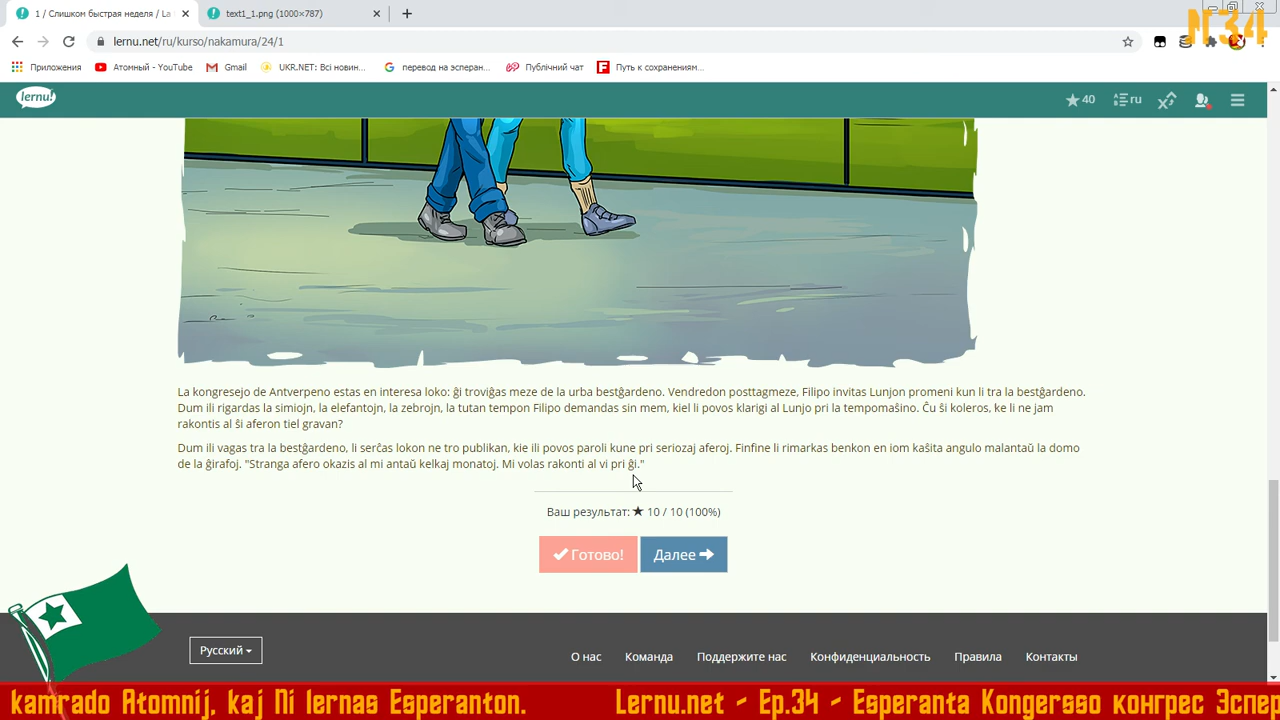 1 / Слишком быстрая неделя / La
text1_1.png (1000×787)
N34
lernu.net/ru/kurso/nakamura/24/1
Приложения
Атомный - YouTube
Gmail
UKR.NET: Всі новин...
перевод на эсперан...
Публічний чат
Путь к сохранениям...
lernu!
40
ru
La kongresejo de Antverpeno estas en interesa loko: ĝi troviĝas meze de la urba bestĝardeno. Vendredon posttagmeze, Filipo invitas Lunjon promeni kun li tra la bestĝardeno.
Dum ili rigardas la simiojn, la elefantojn, la zebrojn, la tutan tempon Filipo demandas sin mem, kiel li povos klarigi al Lunjo pri la tempomaŝino. Ĉu ŝi koleros, ke li ne jam
rakontis al ŝi aferon tiel gravan?
Dum ili vagas tra la bestĝardeno, li serĉas lokon ne tro publikan, kie ili povos paroli kune pri seriozaj aferoj. Finfine li rimarkas benkon en iom kaŝita angulo malantaŭ la domo
de la ĝirafoj. "Stranga afero okazis al mi antaŭ kelkaj monatoj. Mi volas rakonti al vi pri ĝi."
Ваш результат: ★ 10 / 10 (100%)
Готово!
Далее
Русский
О нас
Команда
Поддержите нас
Конфиденциальность
Правила
Контакты
kamrado Atomnij, kaj Ni lernas Esperanton. Lernu.net - Ep.34 - Esperanta Kongersso конгрес Эспер